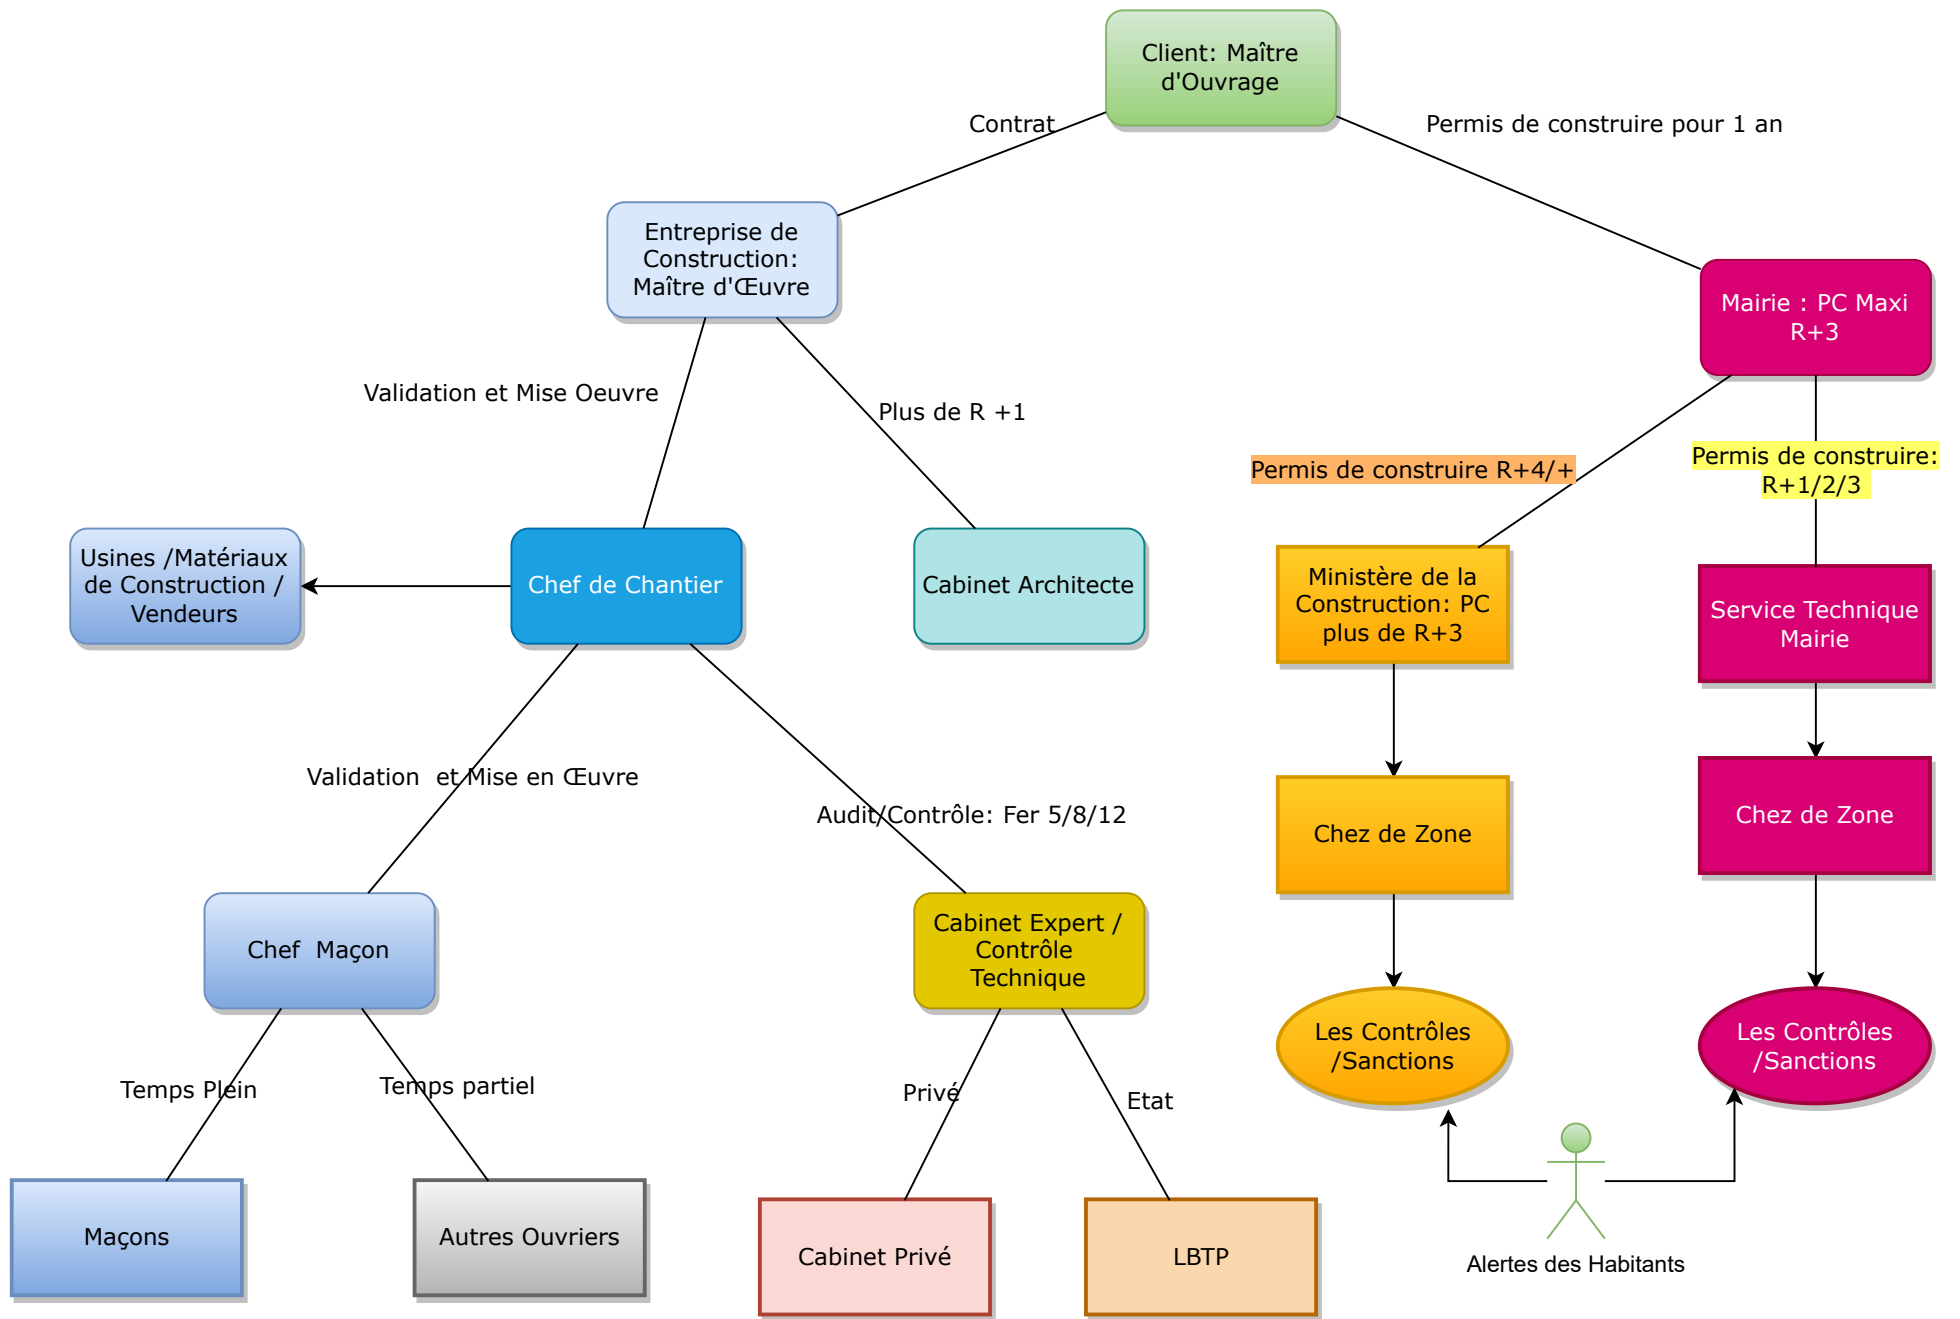 Client: Maître
d'Ouvrage
Contrat
Permis de construire pour 1 an
Entreprise de
Construction:
Maître d'Œuvre
Mairie : PC Maxi
R+3
Validation et Mise Oeuvre
Plus de R +1
Permis de construire R+4/+
Permis de construire:
R+1/2/3
Usines /Matériaux
de Construction /
Vendeurs
Chef de Chantier
Cabinet Architecte
Ministère de la
Construction: PC
plus de R+3
Service Technique
Mairie
Validation  et Mise en Œuvre
Audit/Contrôle: Fer 5/8/12
Chez de Zone
Chez de Zone
Chef  Maçon
Cabinet Expert /
Contrôle
Technique
Les Contrôles
/Sanctions
Les Contrôles
/Sanctions
Temps Plein
Temps partiel
Privé
Etat
Maçons
Autres Ouvriers
Cabinet Privé
LBTP
Alertes des Habitants